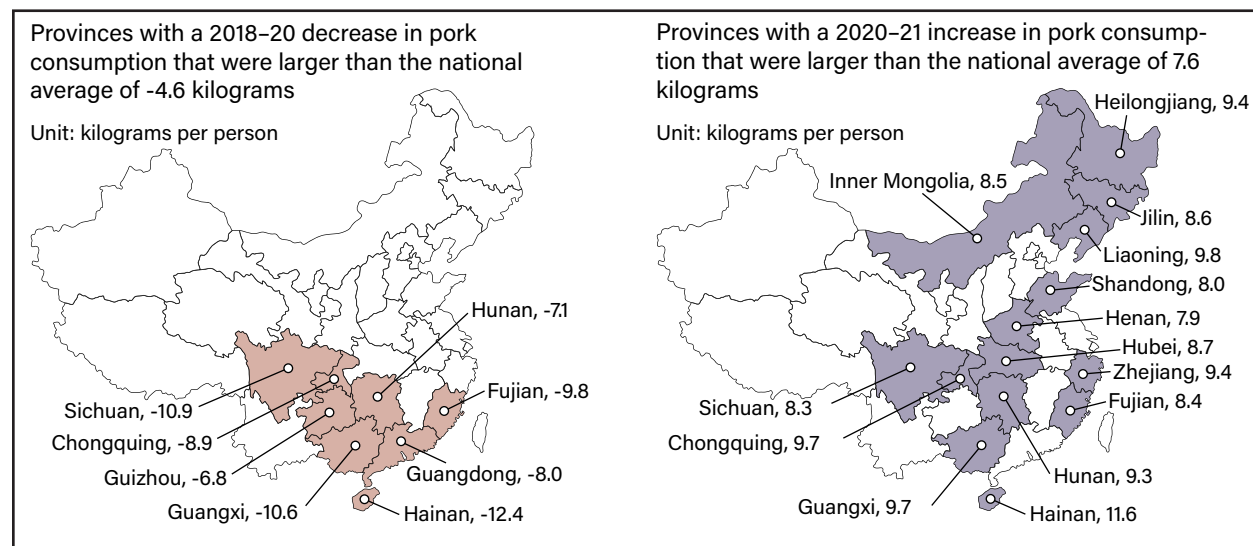 Provinces with a 2018–20 decrease in pork
consumption that were larger than the national
average of -4.6 kilograms
Unit: kilograms per person
Hunan, -7.1
Fujian, -9.8
Sichuan, -10.9
Chongquing, -8.9
Guizhou, -6.8
Guangdong, -8.0
Guangxi, -10.6
Hainan, -12.4
Provinces with a 2020–21 increase in pork consump-
tion that were larger than the national average of 7.6
kilograms
Unit: kilograms per person
Heilongjiang, 9.4
Inner Mongolia, 8.5
Jilin, 8.6
Liaoning, 9.8
Shandong, 8.0
Henan, 7.9
Hubei, 8.7
Zhejiang, 9.4
Fujian, 8.4
Sichuan, 8.3
Chongquing, 9.7
Hunan, 9.3
Guangxi, 9.7
Hainan, 11.6